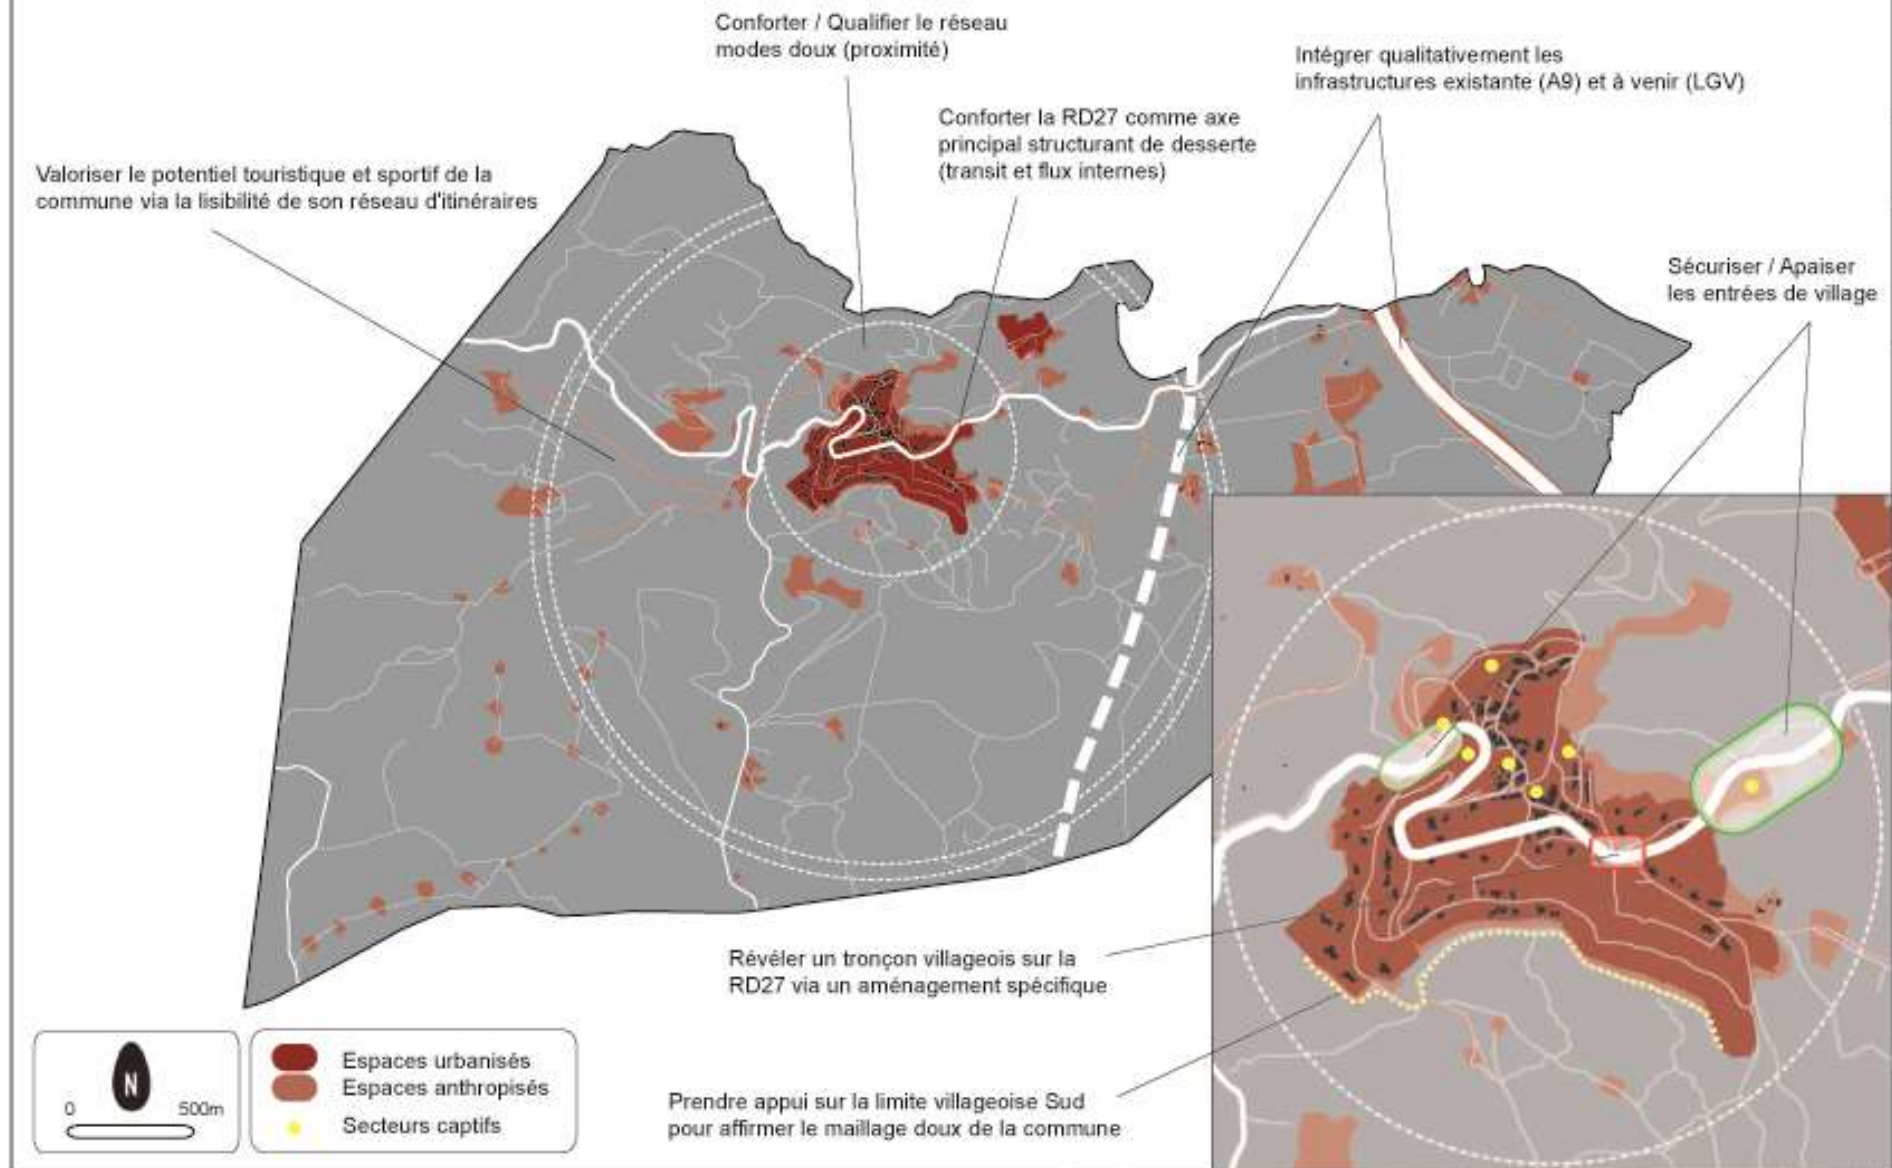 Conforter / Qualifier le réseau
modes doux (proximité)
Intégrer qualitativement les
infrastructures existante (A9) et à venir (LGV)
Conforter la RD27 comme axe
principal structurant de desserte
(transit et flux internes)
Valoriser le potentiel touristique et sportif de la
commune via la lisibilité de son réseau d'itinéraires
Sécuriser / Apaiser
les entrées de village
Révéler un tronçon villageois sur la
RD27 via un aménagement spécifique
Prendre appui sur la limite villageoise Sud
pour affirmer le maillage doux de la commune
N
0 500m
Espaces urbanisés
Espaces anthropisés
Secteurs captifs